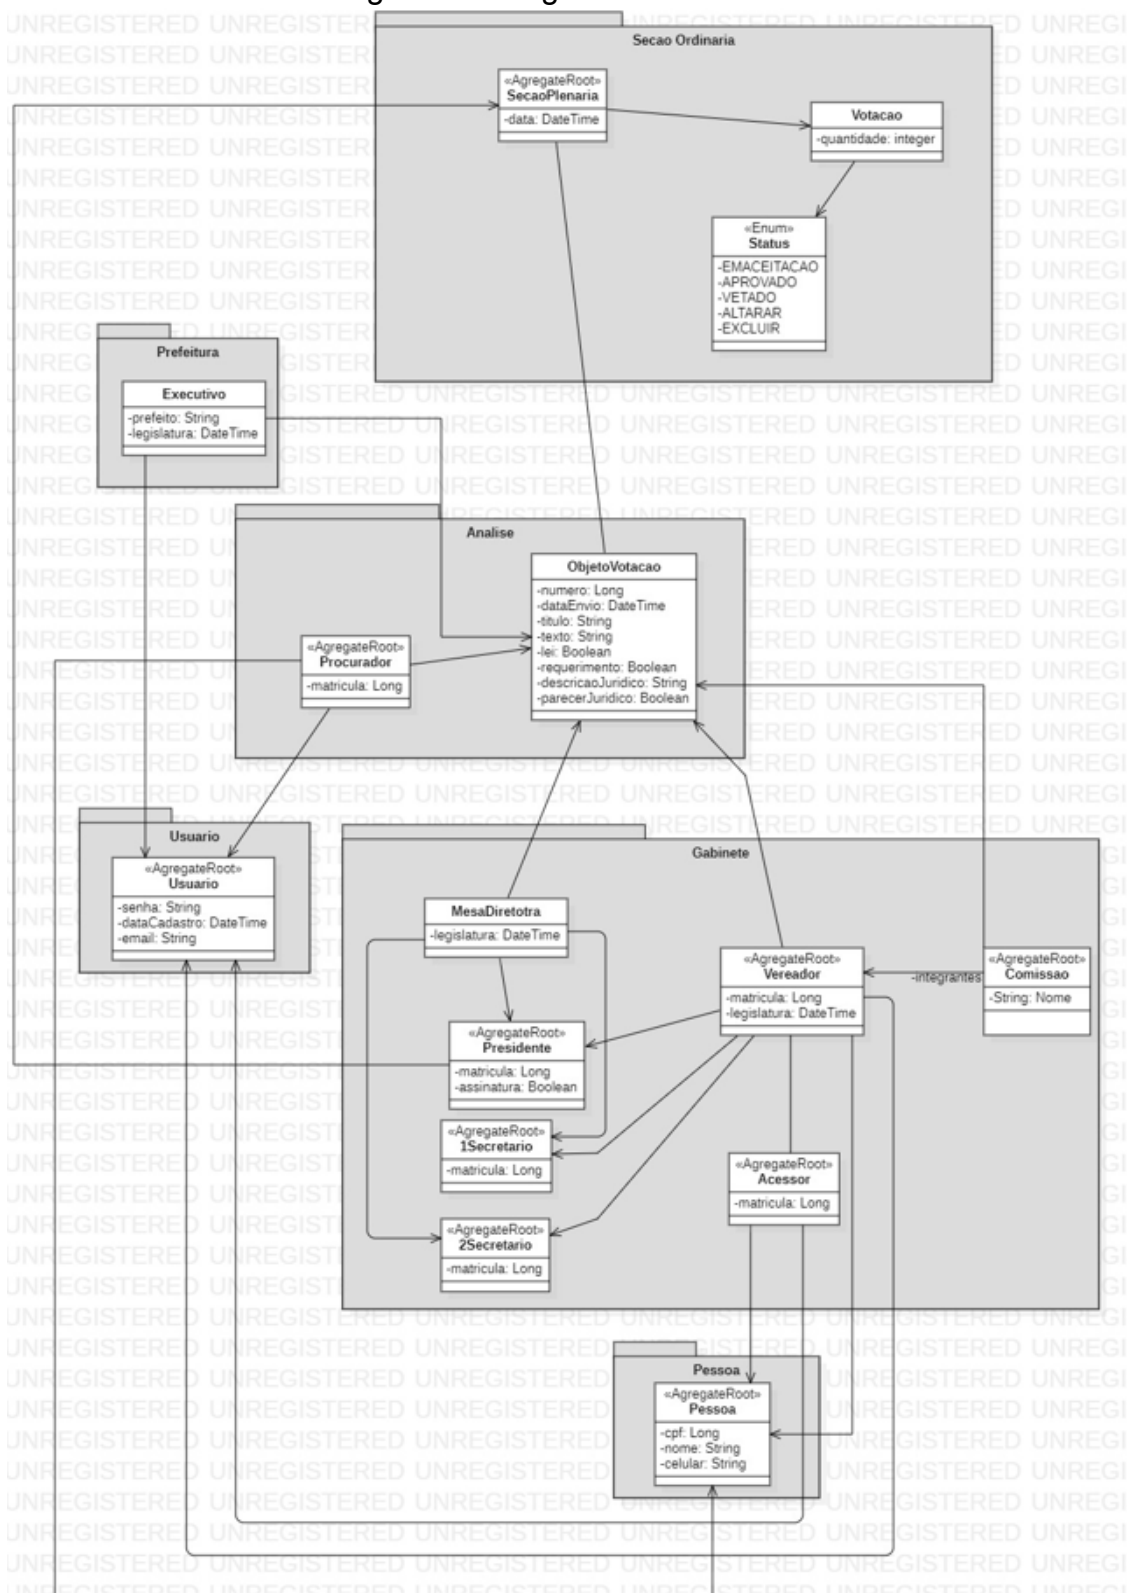 Secao Ordinaria
«AgregateRoot»
SecaoPlenaria
-data: DateTime
Votacao
-quantidade: integer
«Enum»
Status
-EMACEITACAO
-APROVADO
-VETADO
-ALTARAR
-EXCLUIR
Prefeitura
Executivo
-prefeito: String
-legislatura: DateTime
Analise
ObjetoVotacao
-numero: Long
-dataEnvio: DateTime
-titulo: String
-texto: String
-lei: Boolean
-requerimento: Boolean
-descricaoJuridico: String
-parecerJuridico: Boolean
«AgregateRoot»
Procurador
-matricula: Long
Usuario
«AgregateRoot»
Usuario
-senha: String
-dataCadastro: DateTime
-email: String
Gabinete
MesaDiretotra
-legislatura: DateTime
«AgregateRoot»
Vereador
-matricula: Long
-legislatura: DateTime
-integrantes
«AgregateRoot»
Comissao
-String: Nome
«AgregateRoot»
Presidente
-matricula: Long
-assinatura: Boolean
«AgregateRoot»
1Secretario
-matricula: Long
«AgregateRoot»
Acessor
-matricula: Long
«AgregateRoot»
2Secretario
-matricula: Long
Pessoa
«AgregateRoot»
Pessoa
-cpf: Long
-nome: String
-celular: String
UNREGISTERED